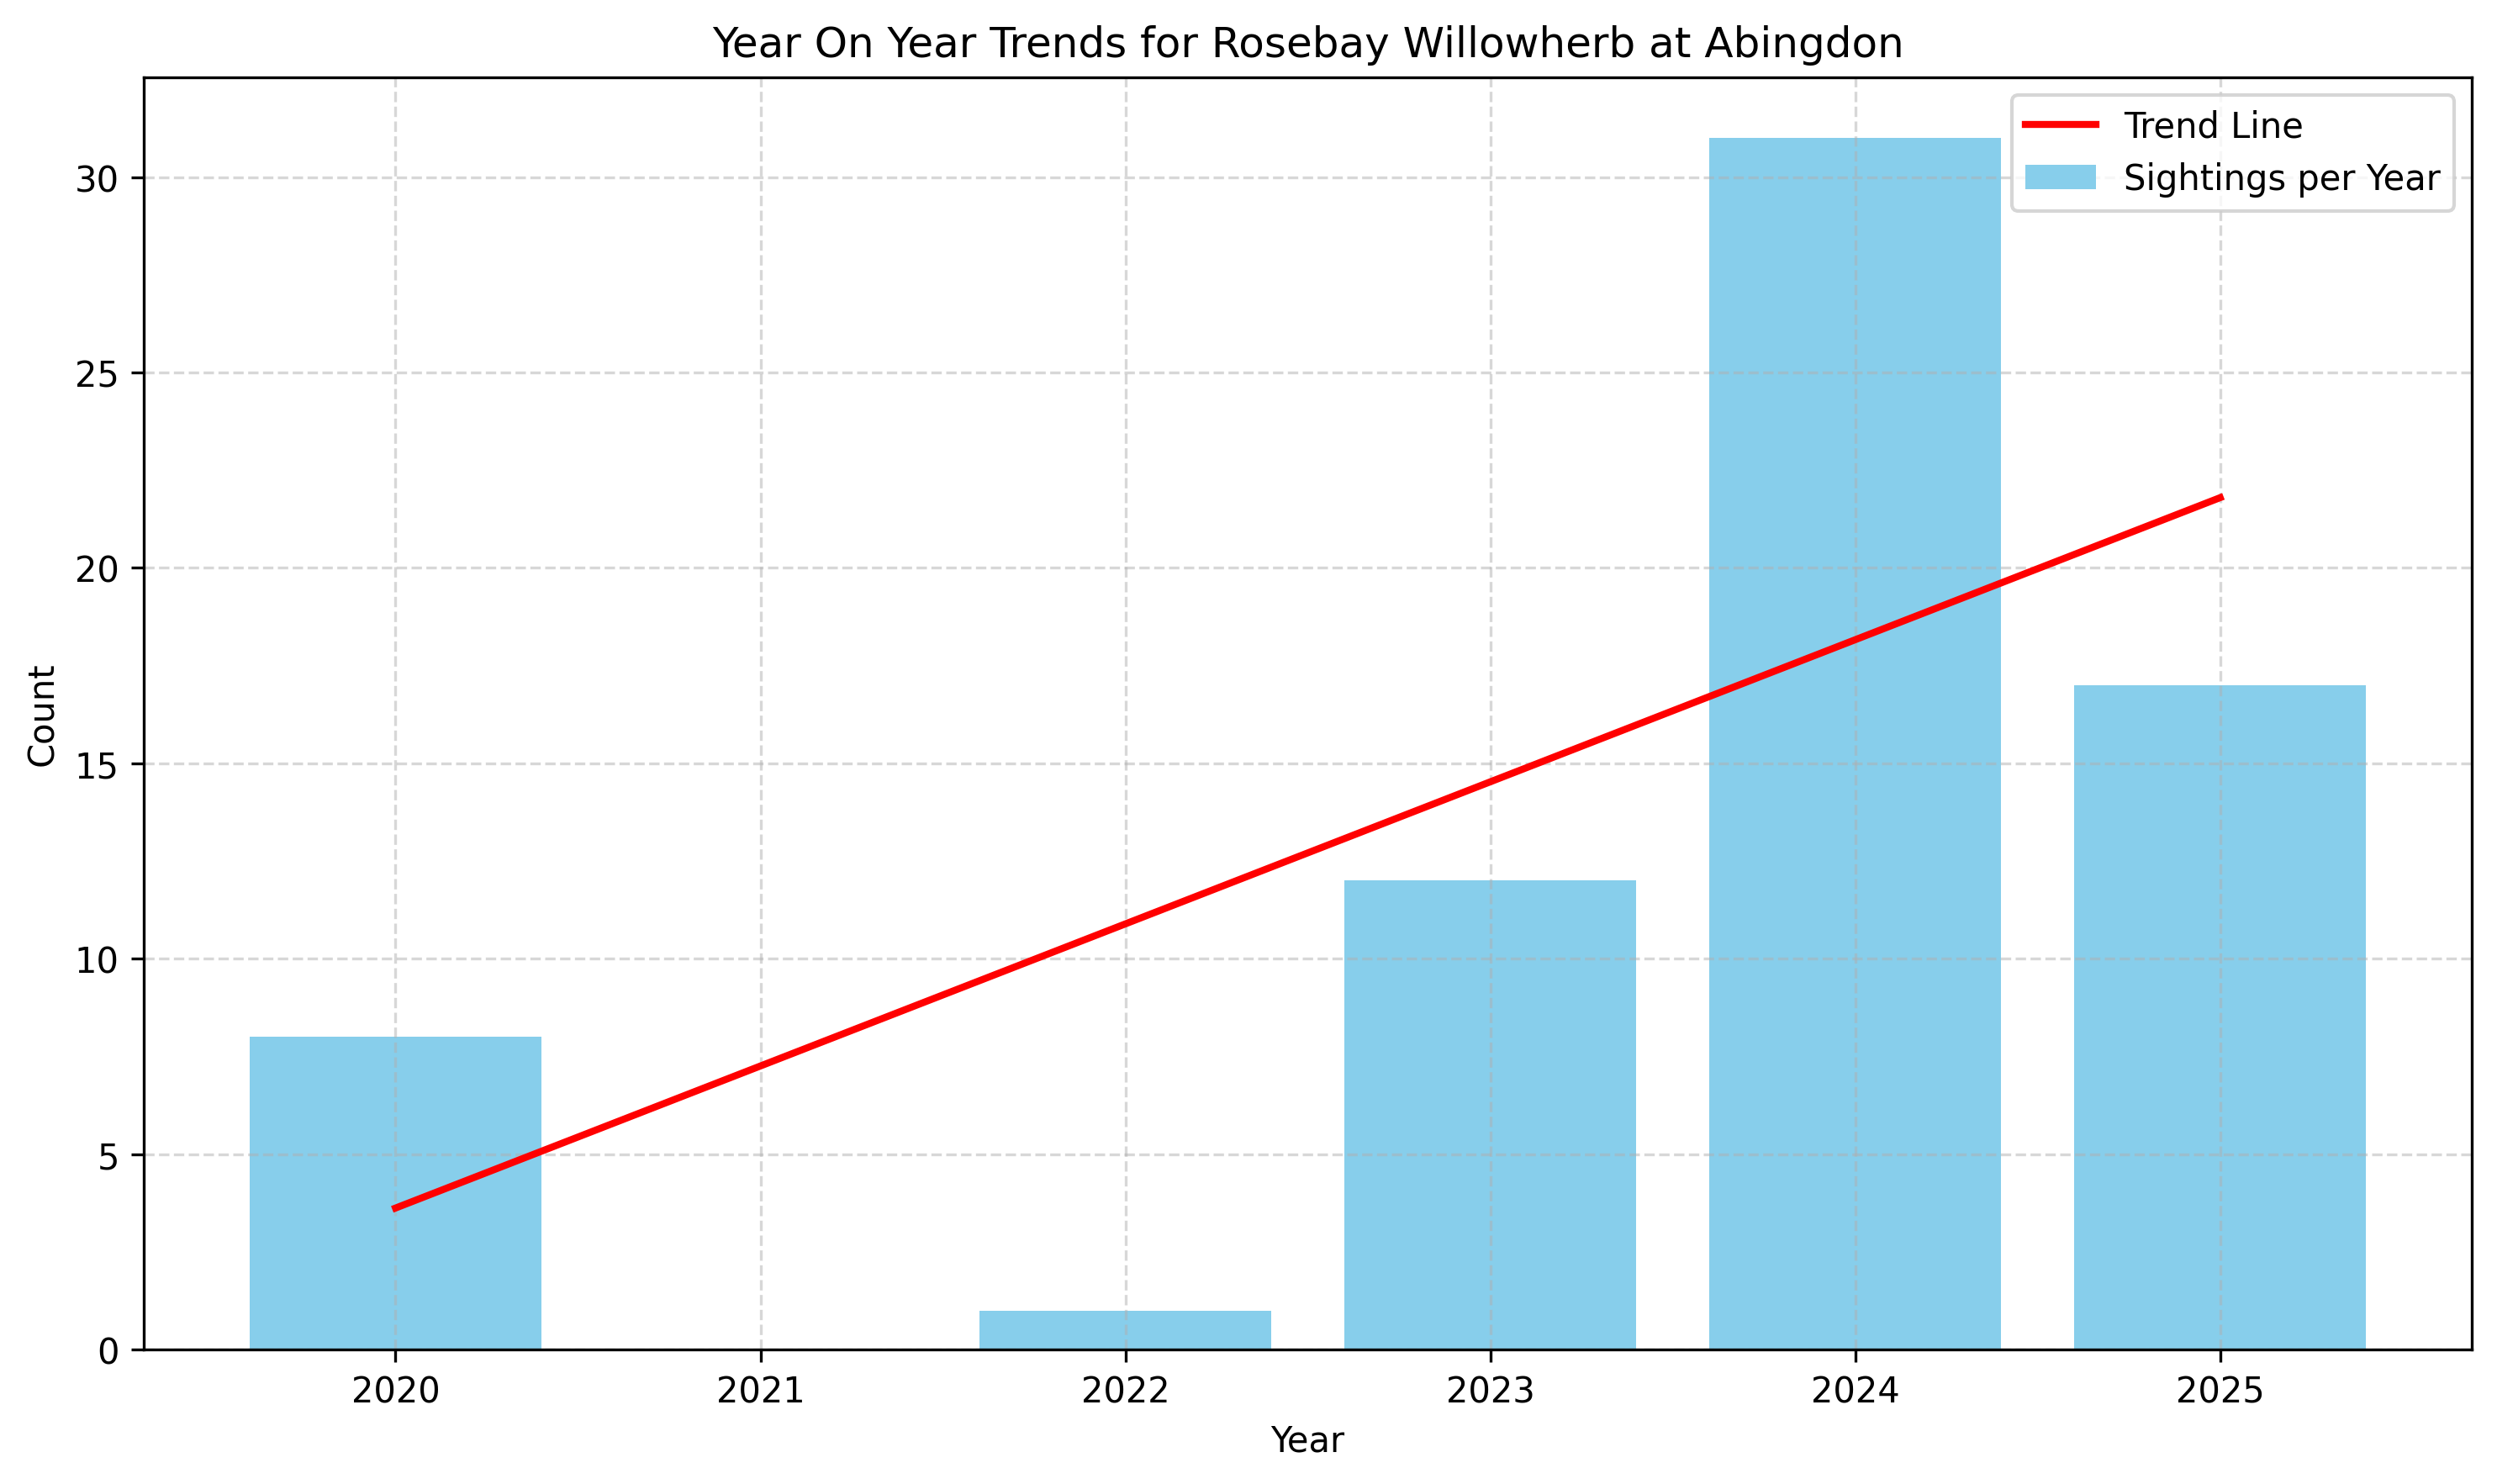 Year On Year Trends for Rosebay Willowherb at Abingdon
Trend Line
Sightings per Year
Count
30
25
20
15
10
5
0
2020 2021 2022 2023 2024 2025
Year